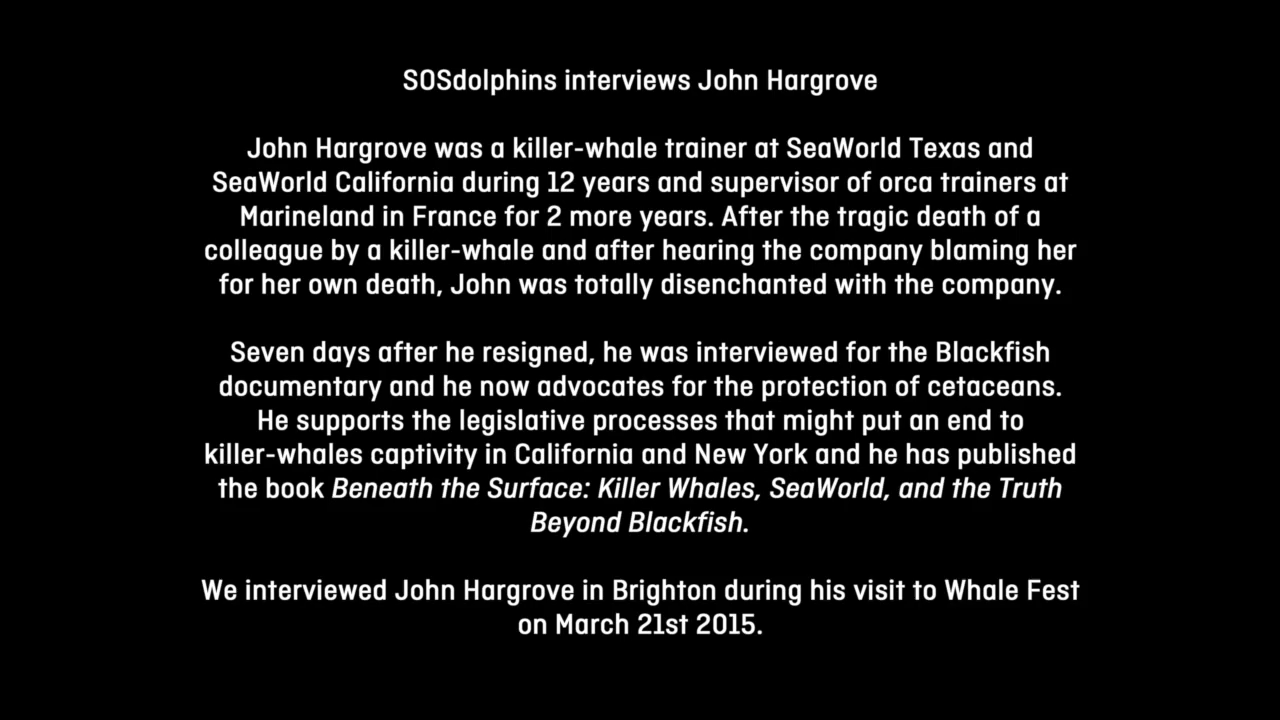 SOSdolphins interviews John Hargrove
John Hargrove was a killer-whale trainer at SeaWorld Texas and
SeaWorld California during 12 years and supervisor of orca trainers at
Marineland in France for 2 more years. After the tragic death of a
colleague by a killer-whale and after hearing the company blaming her
for her own death, John was totally disenchanted with the company.
Seven days after he resigned, he was interviewed for the Blackfish
documentary and he now advocates for the protection of cetaceans.
He supports the legislative processes that might put an end to
killer-whales captivity in California and New York and he has published
the book Beneath the Surface: Killer Whales, SeaWorld, and the Truth
Beyond Blackfish.
We interviewed John Hargrove in Brighton during his visit to Whale Fest
on March 21st 2015.